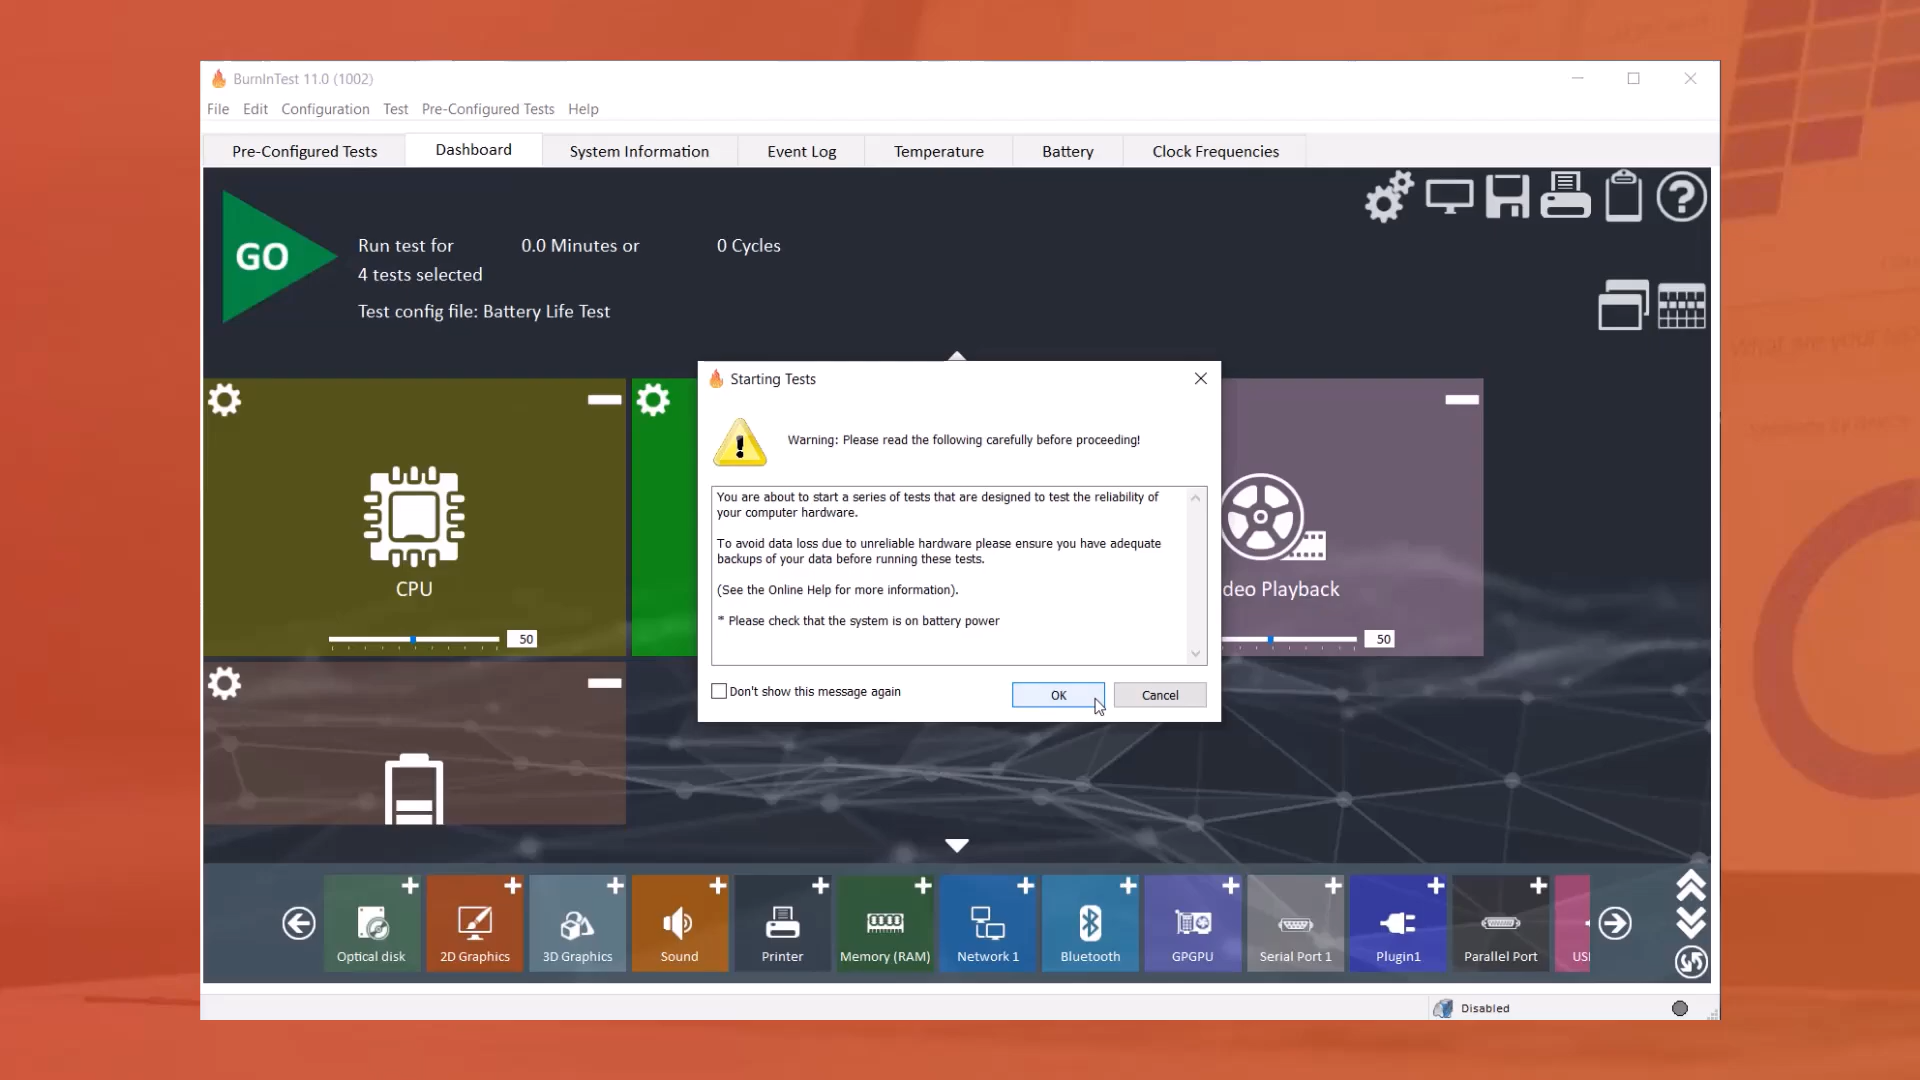 BurnInTest 11.0 (1002)
File Edit Configuration Test Pre-Configured Tests Help
Pre-Configured Tests Dashboard System Information Event Log Temperature Battery Clock Frequencies
GO
Run test for 0.0 Minutes or 0 Cycles
4 tests selected
Test config file: Battery Life Test
Starting Tests
Warning: Please read the following carefully before proceeding!
You are about to start a series of tests that are designed to test the reliability of
your computer hardware.
To avoid data loss due to unreliable hardware please ensure you have adequate
backups of your data before running these tests.
(See the Online Help for more information).
* Please check that the system is on battery power
Don't show this message again
OK Cancel
CPU
50
deo Playback
50
Optical disk 2D Graphics 3D Graphics Sound Printer Memory (RAM) Network 1 Bluetooth GPGPU Serial Port 1 Plugin1 Parallel Port US
Disabled